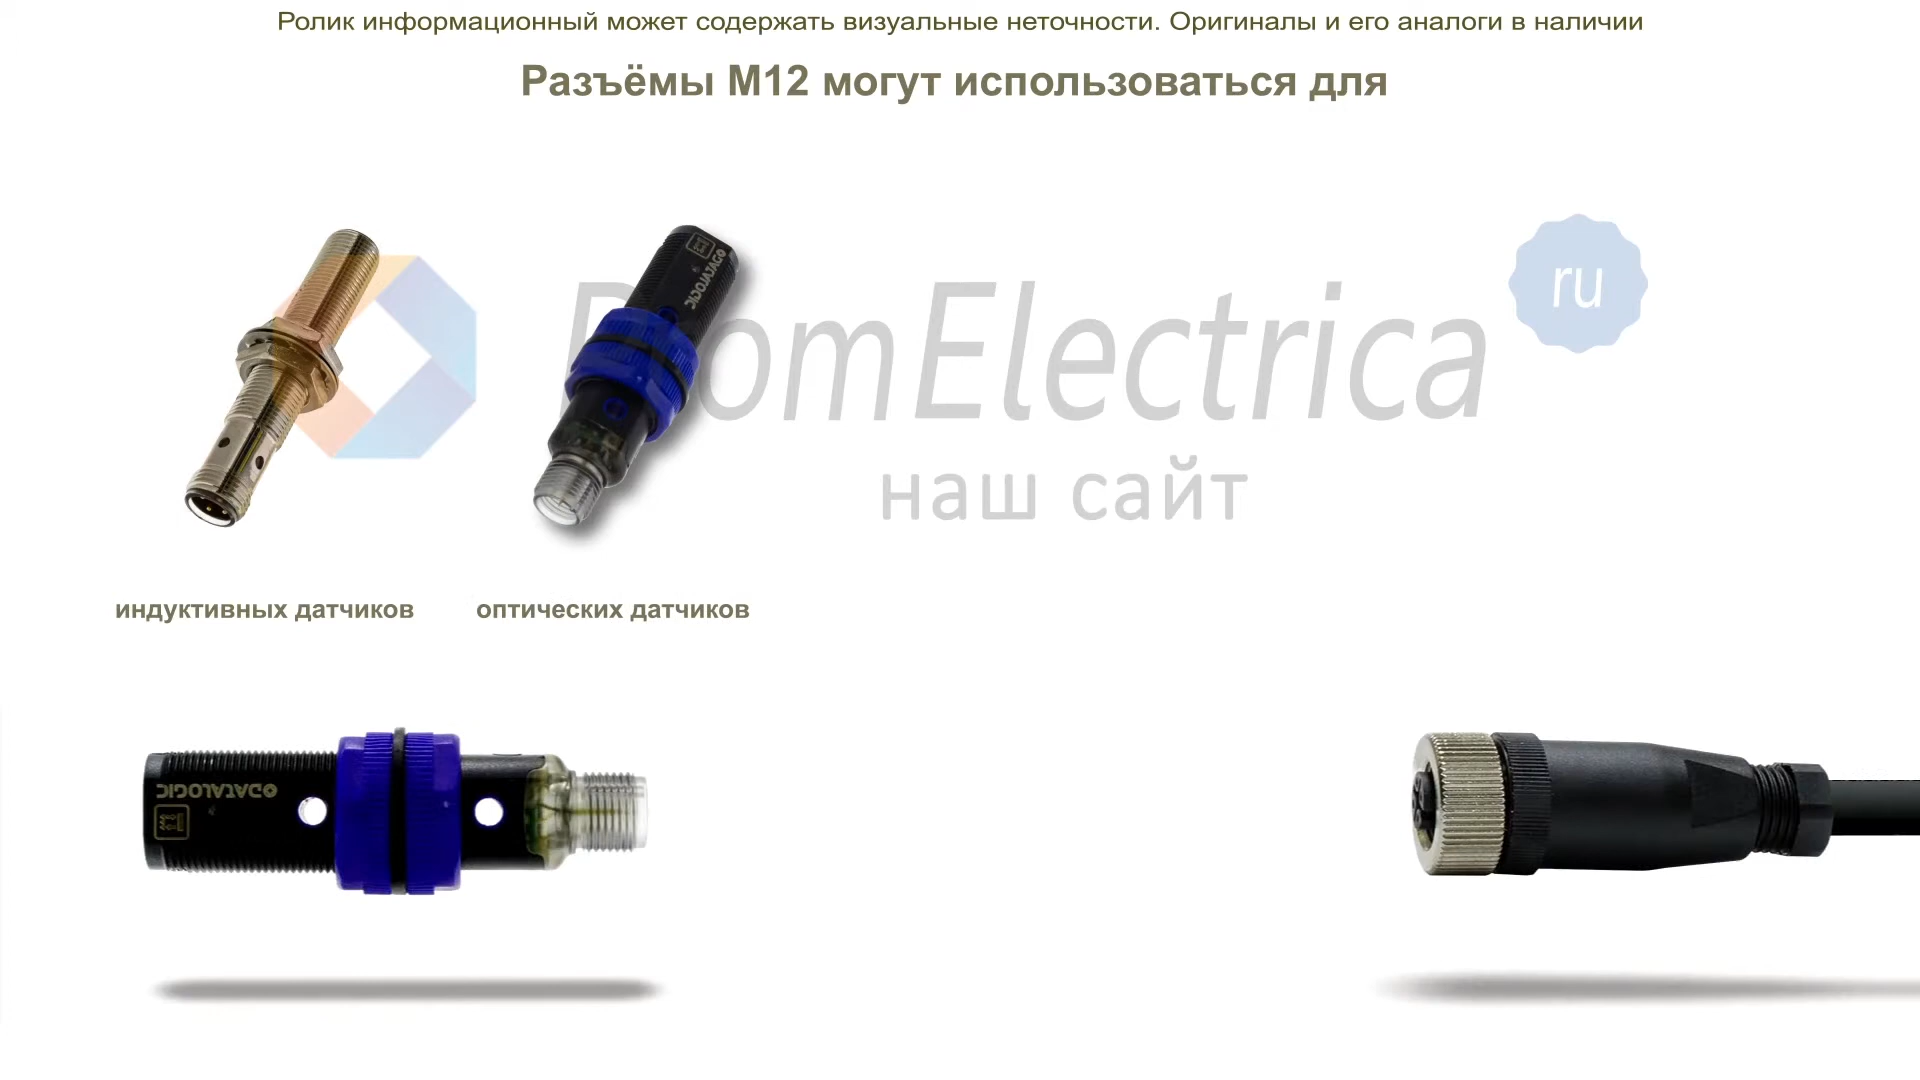 Ролик информационный может содержать визуальные неточности. Оригиналы и его аналоги в наличии
Разъёмы М12 могут использоваться для
DATALOGIC
ru
DromElectrica
наш сайт
индуктивных датчиков
оптических датчиков
DATALOGIC